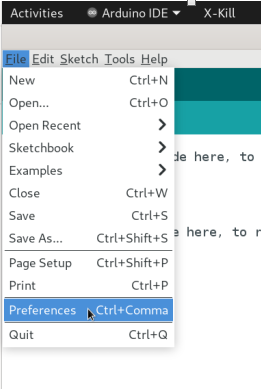 Activities Arduino IDE X-Kill
File Edit Sketch Tools Help
New Ctrl+N
Open... Ctrl+O
Open Recent
Sketchbook de here, to
Examples
Close Ctrl+W
Save Ctrl+S
Save As... Ctrl+Shift+S e here, to r
Page Setup Ctrl+Shift+P
Print Ctrl+P
Preferences Ctrl+Comma
Quit Ctrl+Q